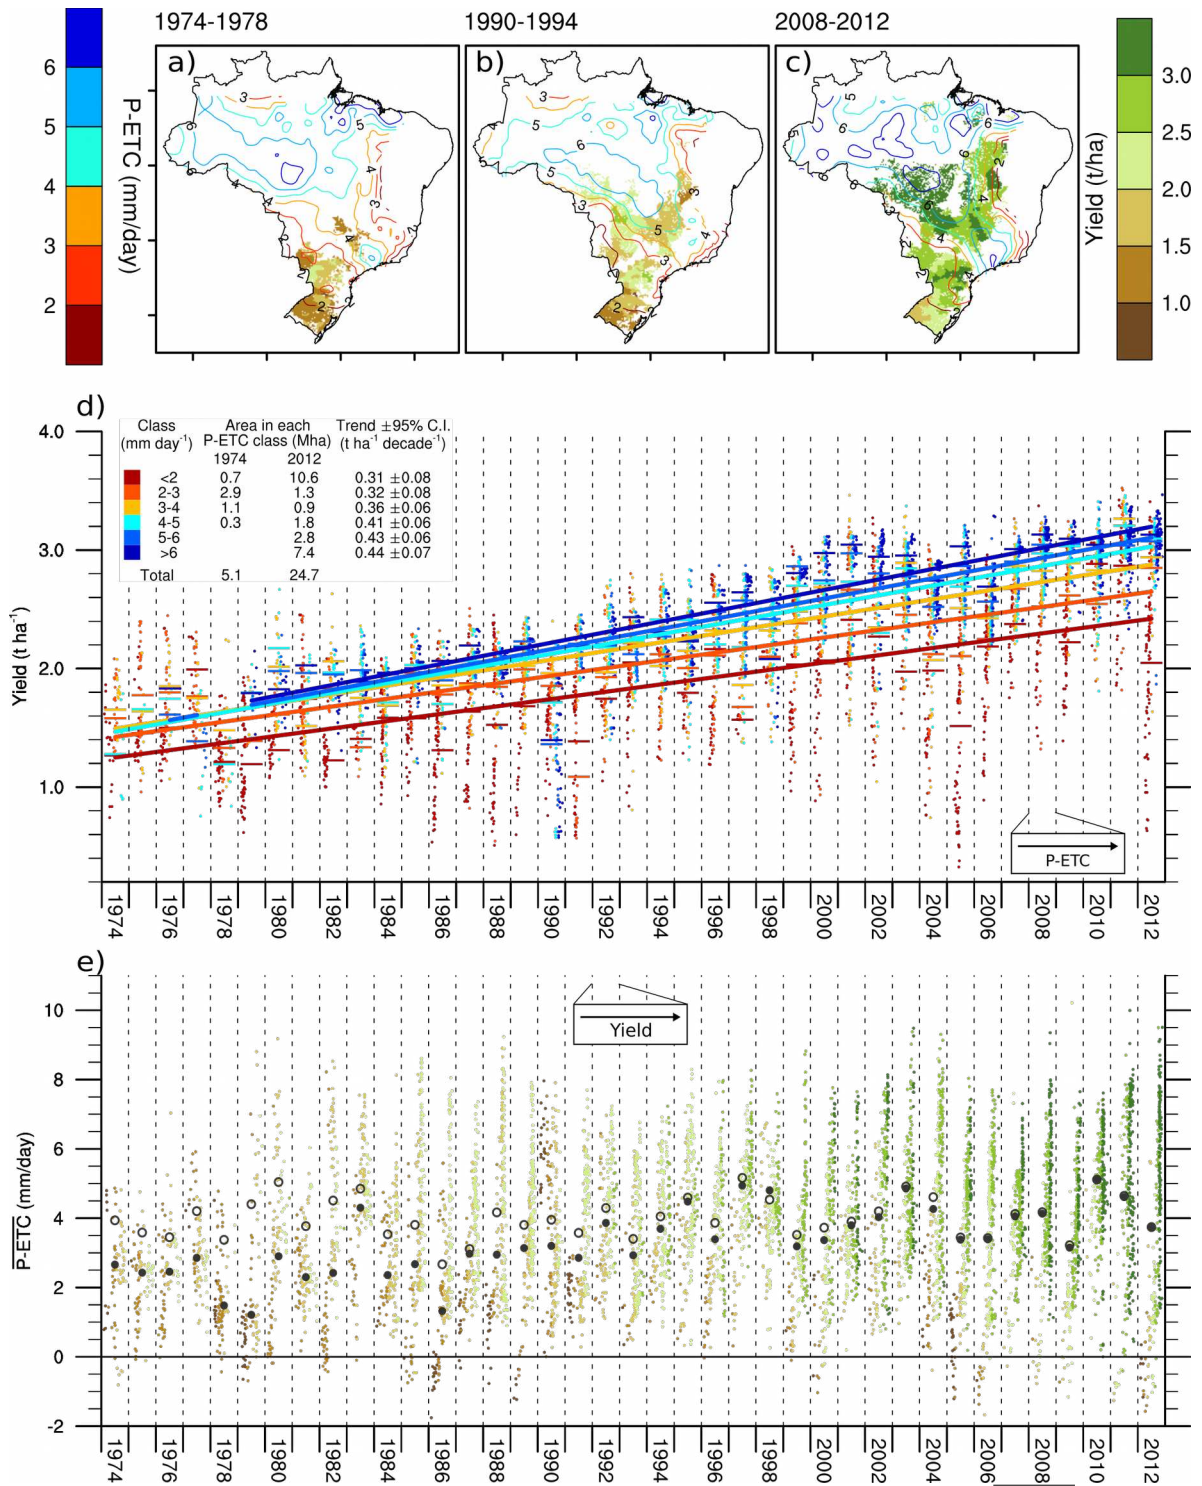 1974-1978
1990-1994
2008-2012
a)
b)
c)
6
5
4
3
2
P-ETC (mm/day)
3.0
2.5
2.0
1.5
1.0
Yield (t/ha)
d)
Class
(mm day⁻¹)
Area in each
P-ETC class (Mha)
Trend ±95% C.I.
(t ha⁻¹ decade⁻¹)
1974 2012
<2 0.7 10.6 0.31 ±0.08
2-3 2.9 1.3 0.32 ±0.08
3-4 1.1 0.9 0.36 ±0.06
4-5 0.3 1.8 0.41 ±0.06
5-6 2.8 0.43 ±0.06
>6 7.4 0.44 ±0.07
Total 5.1 24.7
4.0
3.0
2.0
1.0
Yield (t ha⁻¹)
P-ETC
1974 1976 1978 1980 1982 1984 1986 1988 1990 1992 1994 1996 1998 2000 2002 2004 2006 2008 2010 2012
e)
Yield
10
8
6
4
2
0
-2
P-ETC (mm/day)
1974 1976 1978 1980 1982 1984 1986 1988 1990 1992 1994 1996 1998 2000 2002 2004 2006 2008 2010 2012